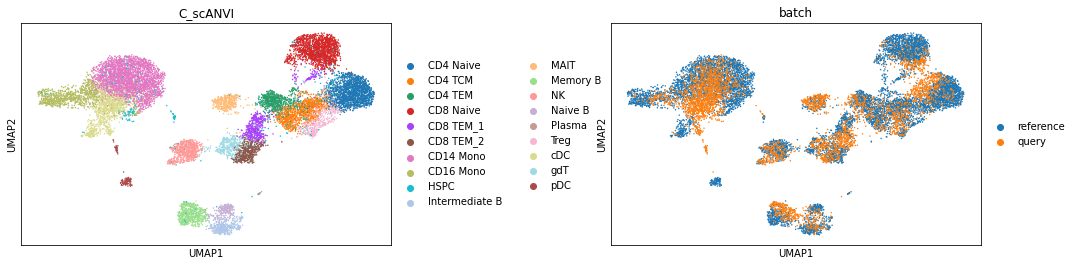 C_scANVI
UMAP2
UMAP1
CD4 Naive
CD4 TCM
CD4 TEM
CD8 Naive
CD8 TEM_1
CD8 TEM_2
CD14 Mono
CD16 Mono
HSPC
Intermediate B
MAIT
Memory B
NK
Naive B
Plasma
Treg
cDC
gdT
pDC
batch
UMAP2
UMAP1
reference
query